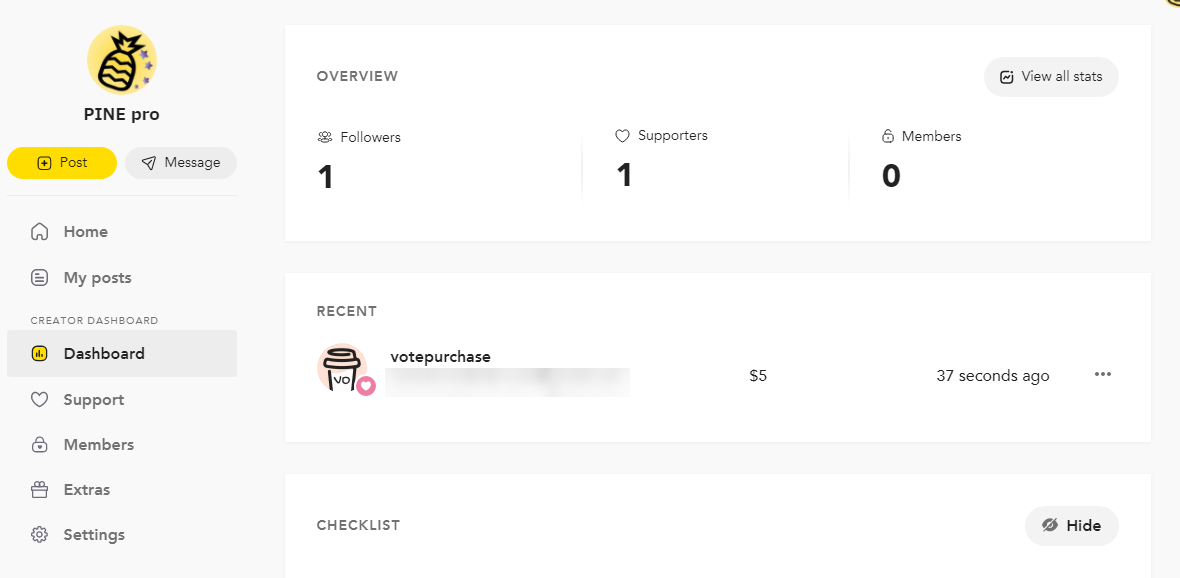 PINE pro
Post
Message
Home
My posts
CREATOR DASHBOARD
Dashboard
Support
Members
Extras
Settings
OVERVIEW
View all stats
Followers
1
Supporters
1
Members
0
RECENT
VO
votepurchase
$5
37 seconds ago
CHECKLIST
Hide